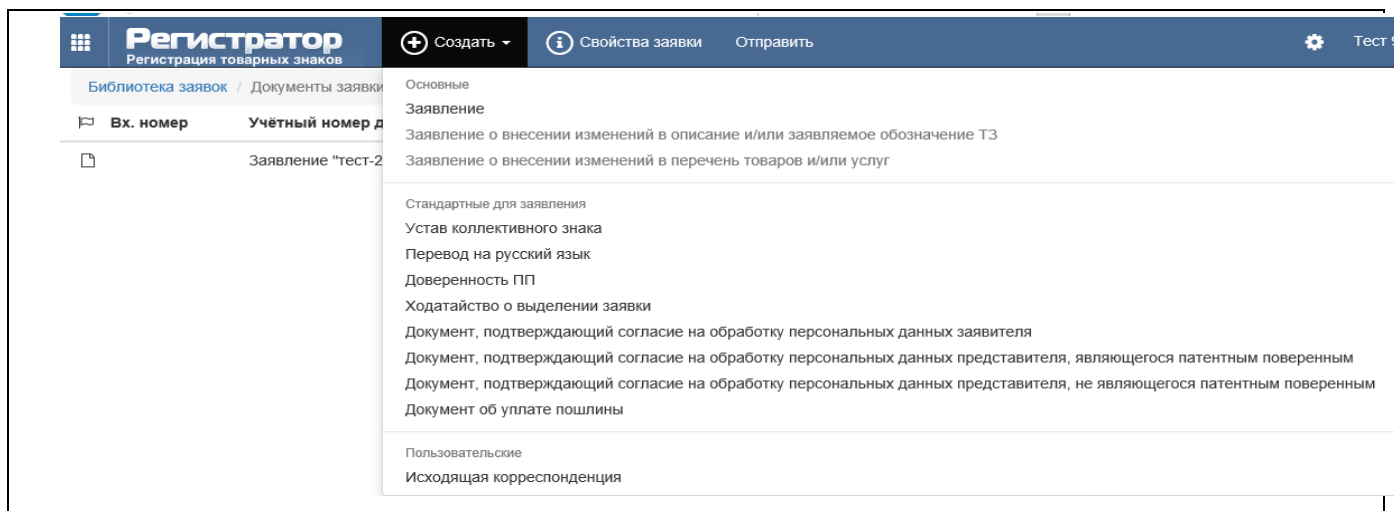 Регистратор
Регистрация товарных знаков
Создать
Свойства заявки
Отправить
Тест
Библиотека заявок / Документы заявки
Вх. номер
Учётный номер д
Заявление "тест-2
Основные
Заявление
Заявление о внесении изменений в описание и/или заявляемое обозначение ТЗ
Заявление о внесении изменений в перечень товаров и/или услуг
Стандартные для заявления
Устав коллективного знака
Перевод на русский язык
Доверенность ПП
Ходатайство о выделении заявки
Документ, подтверждающий согласие на обработку персональных данных заявителя
Документ, подтверждающий согласие на обработку персональных данных представителя, являющегося патентным поверенным
Документ, подтверждающий согласие на обработку персональных данных представителя, не являющегося патентным поверенным
Документ об уплате пошлины
Пользовательские
Исходящая корреспонденция